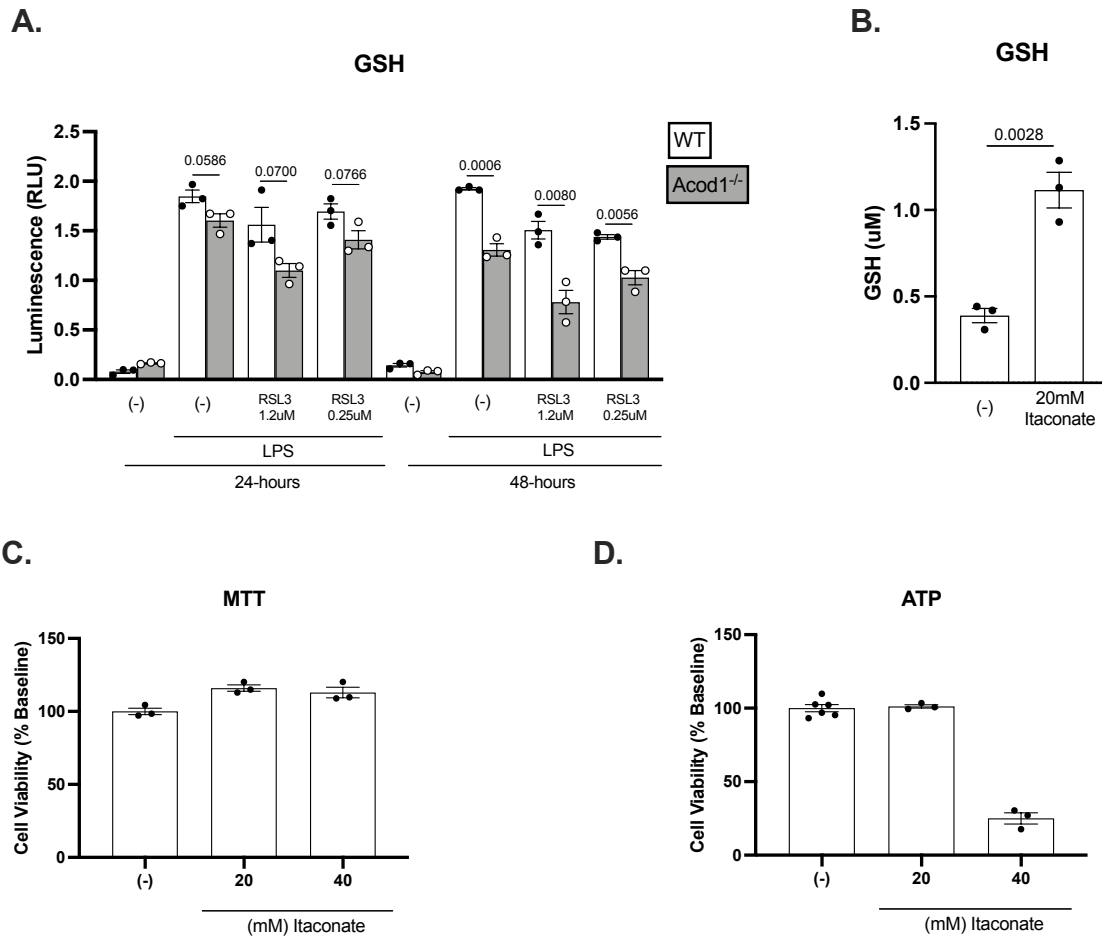 A.
GSH
Luminescence (RLU)
2.5
2.0
1.5
1.0
0.5
0.0
0.0586
0.0700
0.0766
0.0006
0.0080
0.0056
WT
Acod1-/-
(-)
(-)
RSL3
1.2uM
RSL3
0.25uM
(-)
(-)
RSL3
1.2uM
RSL3
0.25uM
LPS
LPS
24-hours
48-hours
B.
GSH
GSH (uM)
1.5
1.0
0.5
0.0
0.0028
(-)
20mM
Itaconate
C.
MTT
Cell Viability (% Baseline)
150
100
50
0
(-)
20
40
(mM) Itaconate
D.
ATP
Cell Viability (% Baseline)
150
100
50
0
(-)
20
40
(mM) Itaconate